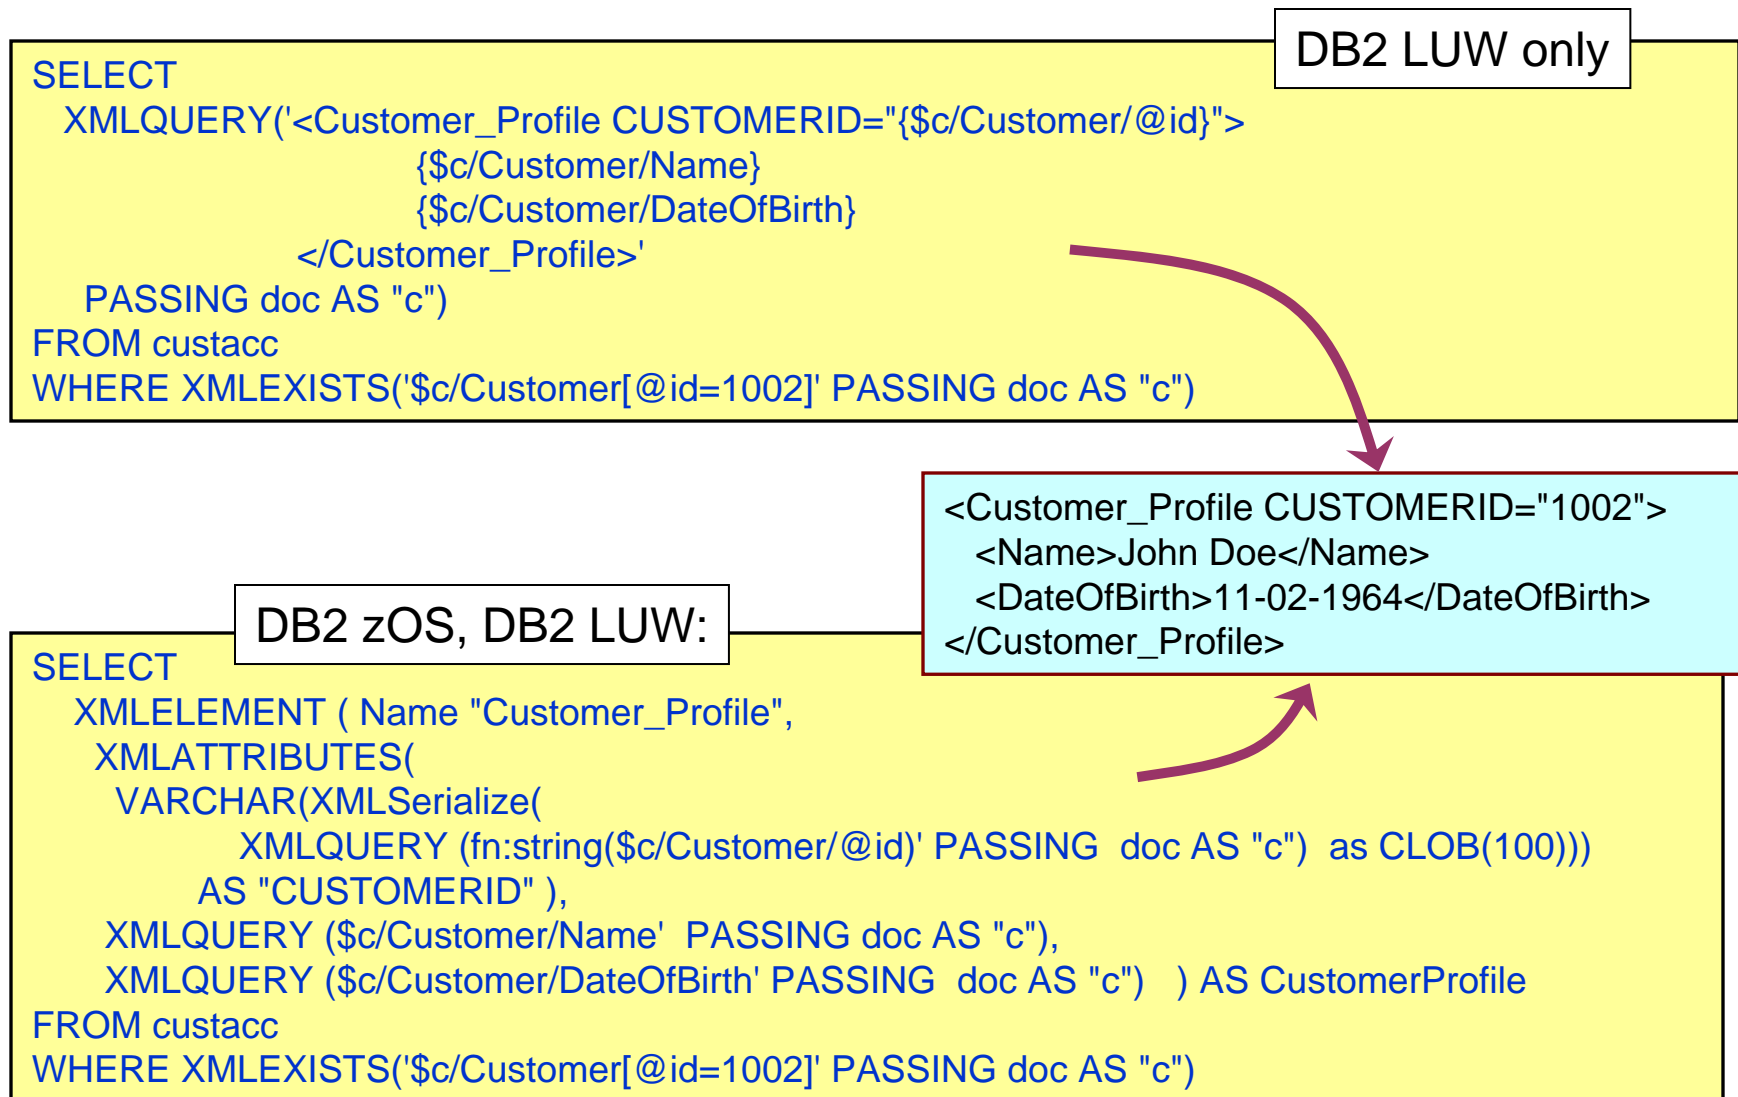 DB2 LUW only
SELECT
XMLQUERY('<Customer_Profile CUSTOMERID="{$c/Customer/@id}">
{$c/Customer/Name}
{$c/Customer/DateOfBirth}
</Customer_Profile>'
PASSING doc AS "c")
FROM custacc
WHERE XMLEXISTS('$c/Customer[@id=1002]' PASSING doc AS "c")
<Customer_Profile CUSTOMERID="1002">
<Name>John Doe</Name>
<DateOfBirth>11-02-1964</DateOfBirth>
</Customer_Profile>
DB2 zOS, DB2 LUW:
SELECT
XMLELEMENT ( Name "Customer_Profile",
XMLATTRIBUTES(
VARCHAR(XMLSerialize(
XMLQUERY (fn:string($c/Customer/@id)' PASSING doc AS "c") as CLOB(100)))
AS "CUSTOMERID" ),
XMLQUERY ($c/Customer/Name' PASSING doc AS "c"),
XMLQUERY ($c/Customer/DateOfBirth' PASSING doc AS "c") ) AS CustomerProfile
FROM custacc
WHERE XMLEXISTS('$c/Customer[@id=1002]' PASSING doc AS "c")